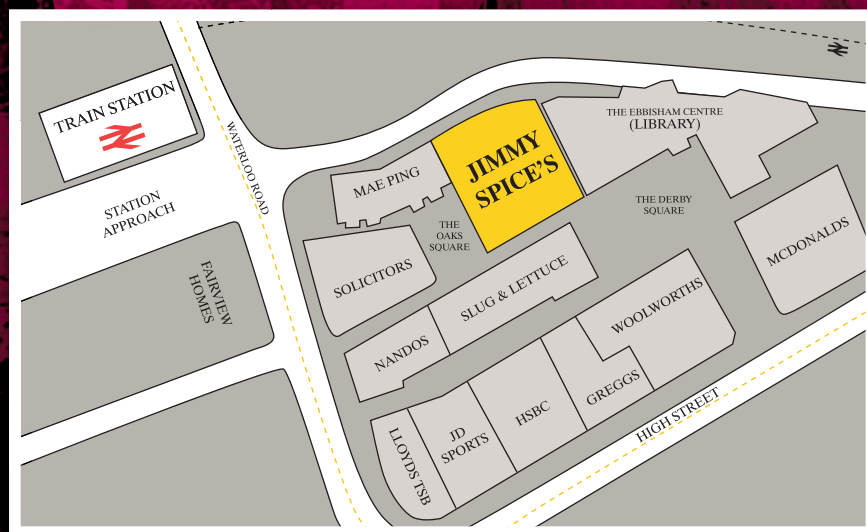 TRAIN STATION
WATERLOO ROAD
STATION
APPROACH
FAIRVIEW
HOMES
MAE PING
JIMMY
SPICE'S
THE EBBISHAM CENTRE
(LIBRARY)
THE
OAKS
SQUARE
THE DERBY
SQUARE
SOLICITORS
MCDONALDS
SLUG & LETTUCE
NANDOS
WOOLWORTHS
GREGGS
HSBC
JD
SPORTS
LLOYDS TSB
HIGH STREET